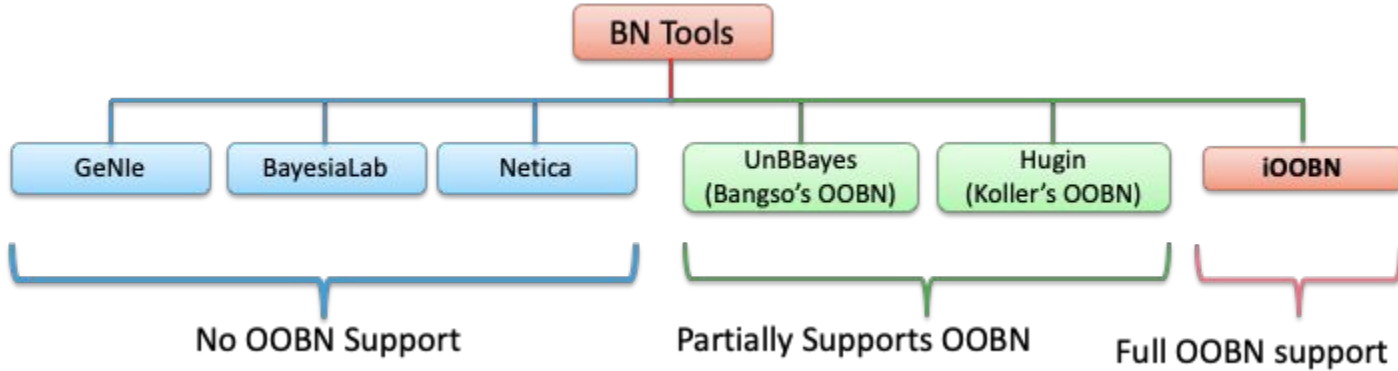 BN Tools
GeNIe
BayesiaLab
Netica
UnBBayes
(Bangso's OOBN)
Hugin
(Koller's OOBN)
iOOBN
No OOBN Support
Partially Supports OOBN
Full OOBN support